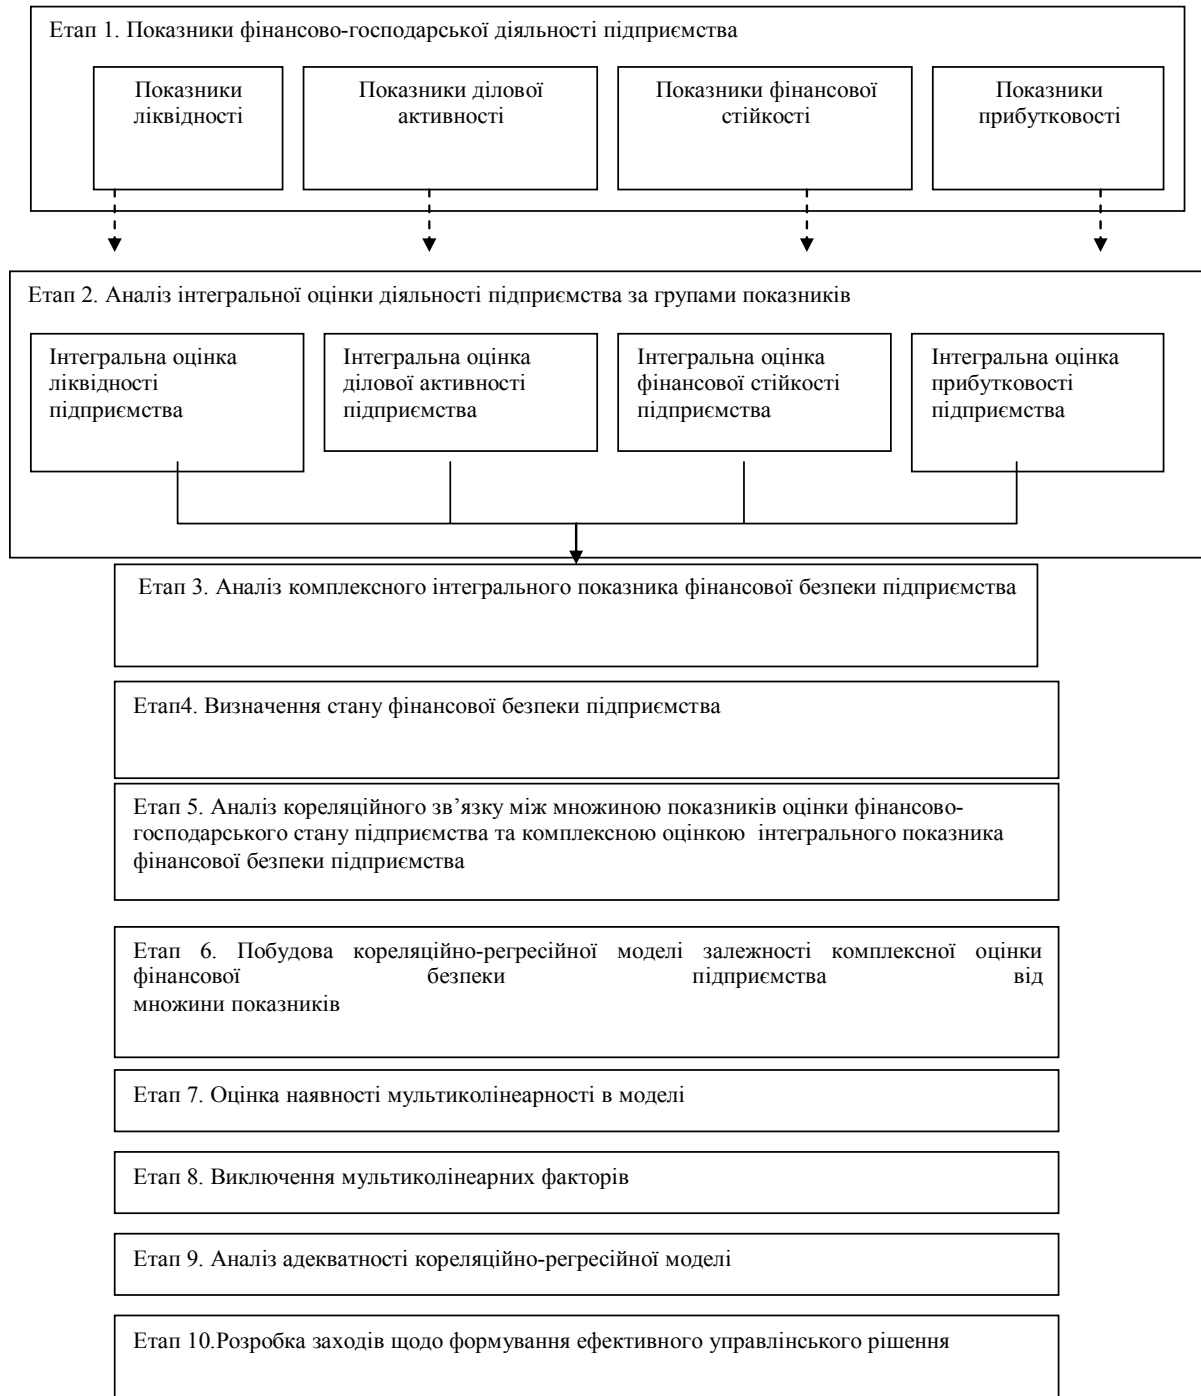 Етап 1. Показники фінансово-господарської діяльності підприємства
Показники
ліквідності
Показники ділової
активності
Показники фінансової
стійкості
Показники
прибутковості
Етап 2. Аналіз інтегральної оцінки діяльності підприємства за групами показників
Інтегральна оцінка
ліквідності
підприємства
Інтегральна оцінка
ділової активності
підприємства
Інтегральна оцінка
фінансової стійкості
підприємства
Інтегральна оцінка
прибутковості
підприємства
Етап 3. Аналіз комплексного інтегрального показника фінансової безпеки підприємства
Етап4. Визначення стану фінансової безпеки підприємства
Етап 5. Аналіз кореляційного зв’язку між множиною показників оцінки фінансово-
господарського стану підприємства та комплексною оцінкою інтегрального показника
фінансової безпеки підприємства
Етап 6. Побудова кореляційно-регресійної моделі залежності комплексної оцінки
фінансової безпеки підприємства від
множини показників
Етап 7. Оцінка наявності мультиколінеарності в моделі
Етап 8. Виключення мультиколінеарних факторів
Етап 9. Аналіз адекватності кореляційно-регресійної моделі
Етап 10.Розробка заходів щодо формування ефективного управлінського рішення